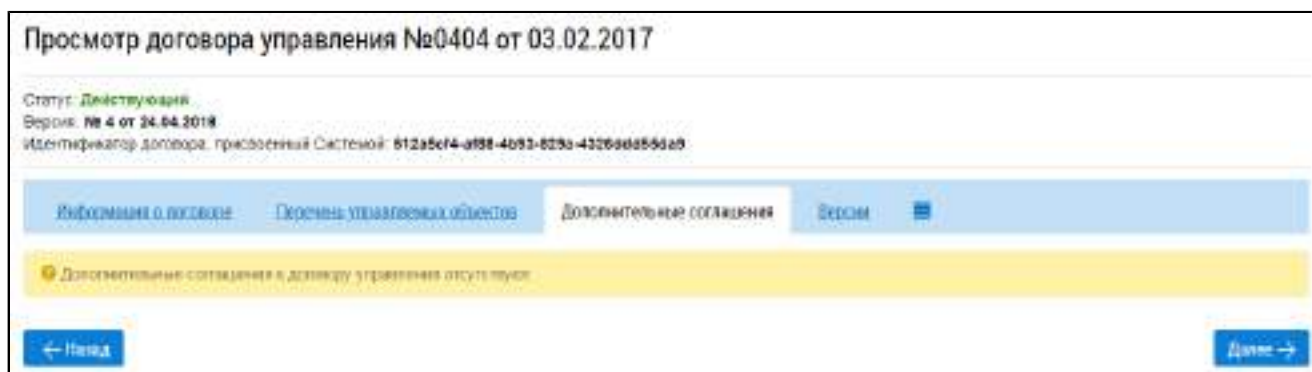 Просмотр договора управления №0404 от 03.02.2017
Статус: Действующий
Версия: № 4 от 24.04.2018
Идентификатор договора, присвоенный Системой:
Информация о договоре Перечень управляемых объектов Дополнительные соглашения Версии
Дополнительные соглашения к договору управления отсутствуют
← Назад
Далее →